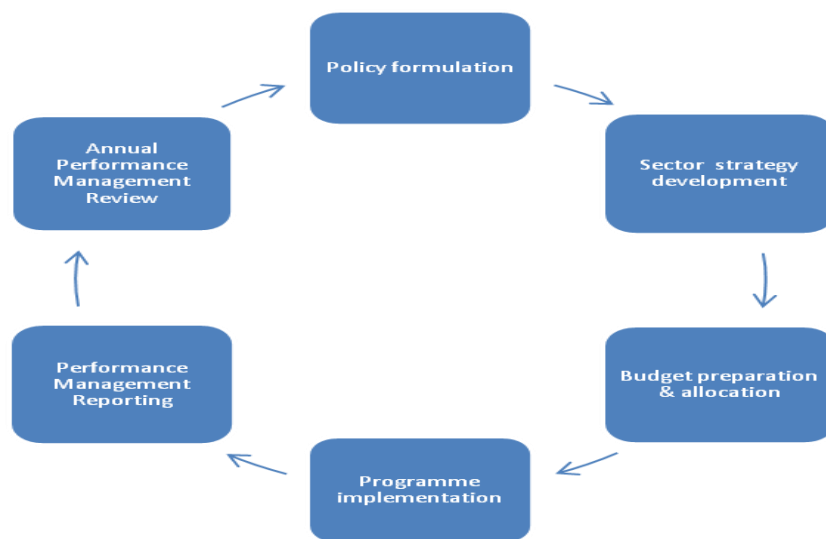 Policy formulation
Sector strategy
development
Budget preparation
& allocation
Programme
implementation
Performance
Management
Reporting
Annual
Performance
Management
Review